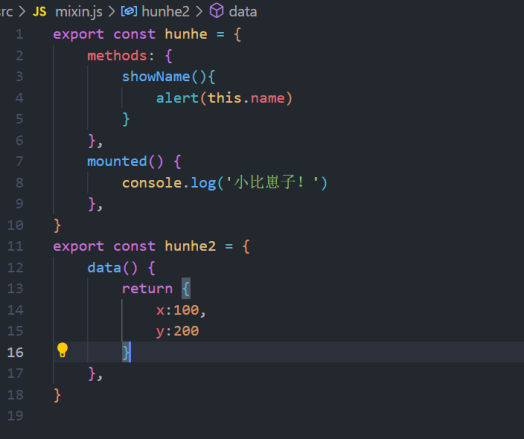 src > JS mixin.js > hunhe2 > data
1 export const hunhe = {
2 methods: {
3 showName(){
4 alert(this.name)
5 }
6 },
7 mounted() {
8 console.log('小比崽子！')
9 },
10 }
11 export const hunhe2 = {
12 data() {
13 return {
14 x:100,
15 y:200
16 }
17 },
18 }
19